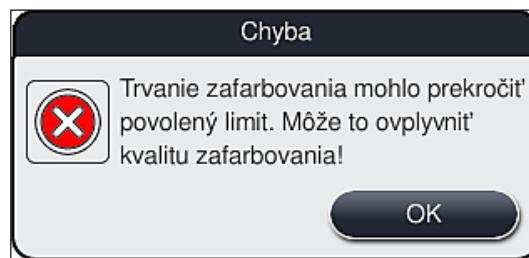 Chyba
Trvanie zafarbovania mohlo prekročiť
povolený limit. Môže to ovplyvniť
kvalitu zafarbovania!
OK